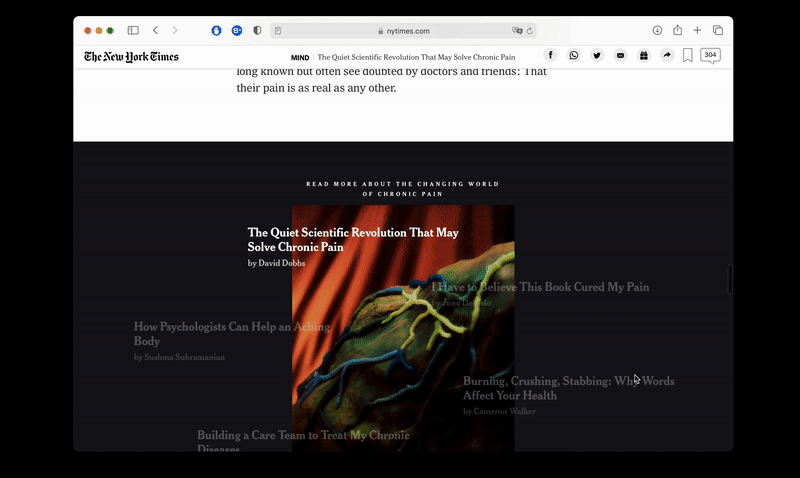 nytimes.com
The New York Times
MIND | The Quiet Scientific Revolution That May Solve Chronic Pain
304
long known but often see doubted by doctors and friends: That
their pain is as real as any other.
READ MORE ABOUT THE CHANGING WORLD
OF CHRONIC PAIN
The Quiet Scientific Revolution That May
Solve Chronic Pain
by David Dobbs
I Have to Believe This Book Cured My Pain
by Juno
How Psychologists Can Help an Aching
Body
by Sushma Subramanian
Burning, Crushing, Stabbing: Why Words
Affect Your Health
by Cameron Walker
Building a Care Team to Treat My Chronic
Diseases